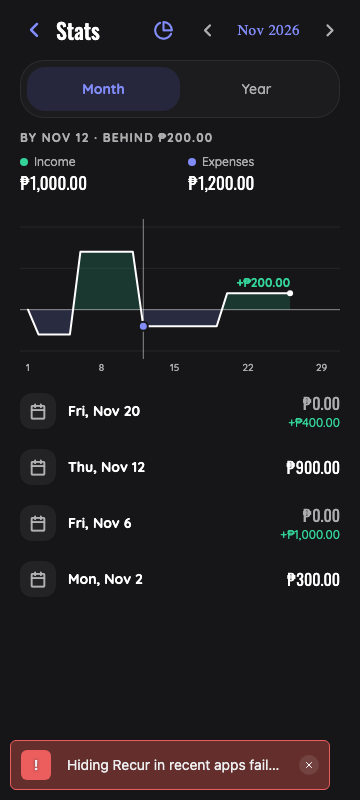 Stats
Nov 2026
Month
Year
BY NOV 12 · BEHIND ₱200.00
Income
Expenses
₱1,000.00
₱1,200.00
+₱200.00
1
8
15
22
29
Fri, Nov 20
₱0.00
+₱400.00
Thu, Nov 12
₱900.00
Fri, Nov 6
₱0.00
+₱1,000.00
Mon, Nov 2
₱300.00
! Hiding Recur in recent apps fail...